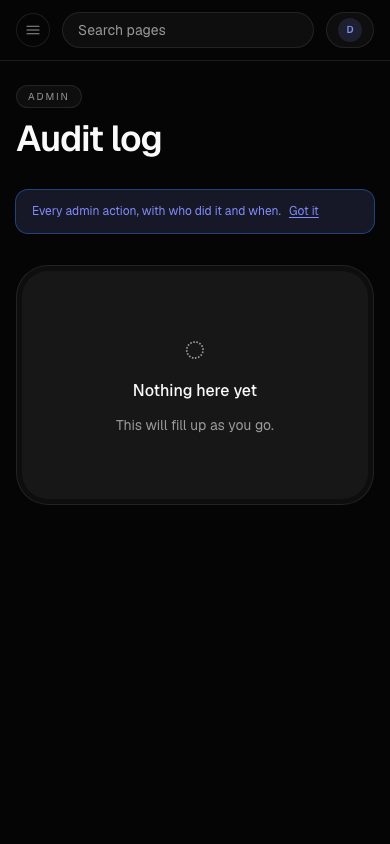 Search pages
D
ADMIN
Audit log
Every admin action, with who did it and when. Got it
Nothing here yet
This will fill up as you go.